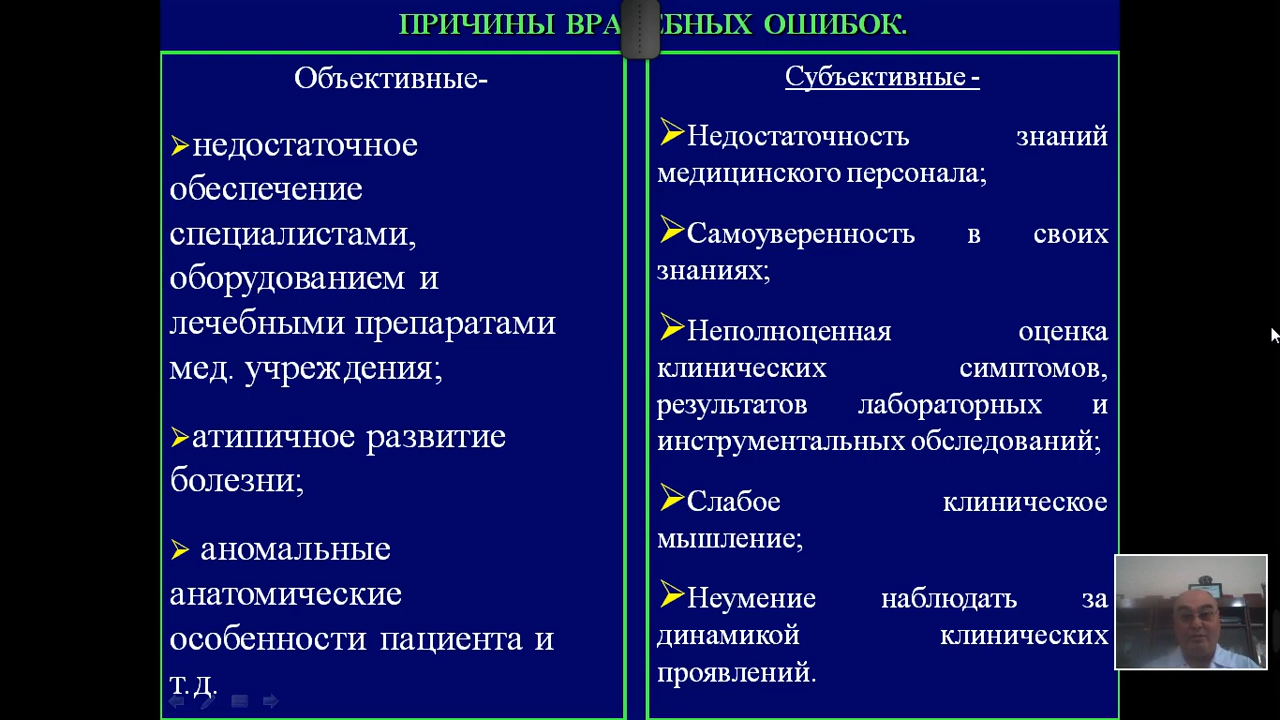 ПРИЧИНЫ ВРА ЕБНЫХ ОШИБОК.
Объективные-
недостаточное
обеспечение
специалистами,
оборудованием и
лечебными препаратами
мед. учреждения;
атипичное развитие
болезни;
аномальные
анатомические
особенности пациента и
т.д.
Субъективные -
Недостаточность знаний
медицинского персонала;
Самоуверенность в своих
знаниях;
Неполноценная оценка
клинических симптомов,
результатов лабораторных и
инструментальных обследований;
Слабое клиническое
мышление;
Неумение наблюдать за
динамикой клинических
проявлений.